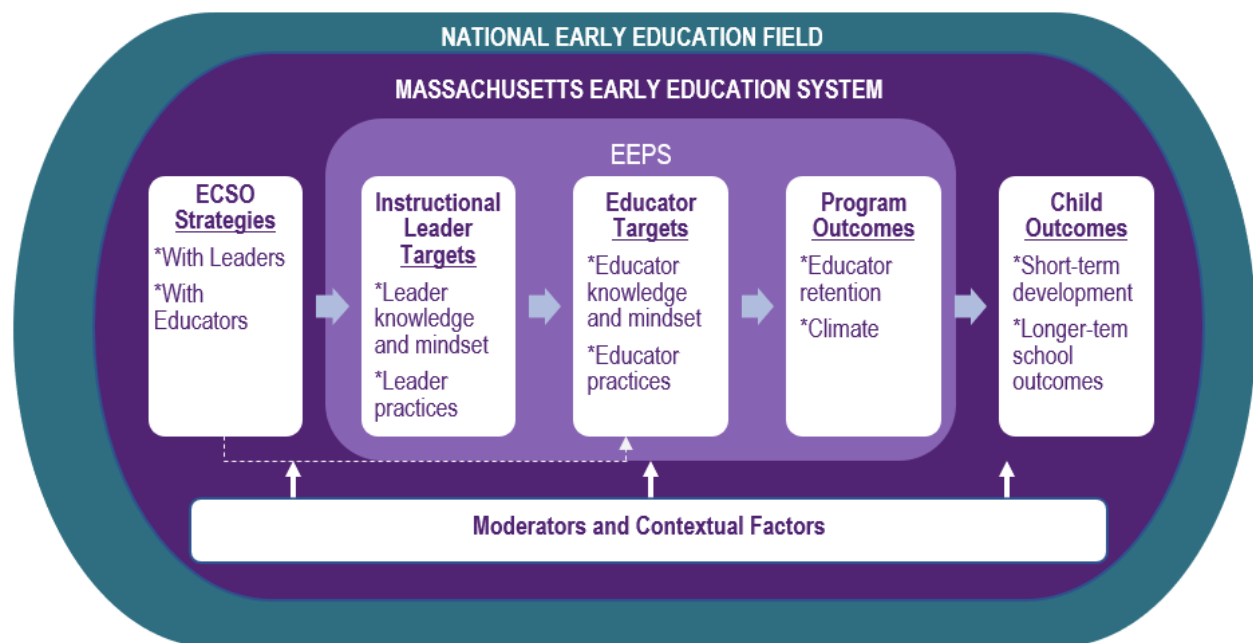 NATIONAL EARLY EDUCATION FIELD
MASSACHUSETTS EARLY EDUCATION SYSTEM
EEPS
ECSO
Strategies
*With Leaders
*With
Educators
Instructional
Leader
Targets
*Leader
knowledge
and mindset
*Leader
practices
Educator
Targets
*Educator
knowledge
and mindset
*Educator
practices
Program
Outcomes
*Educator
retention
*Climate
Child
Outcomes
*Short-term
development
*Longer-tem
school
outcomes
Moderators and Contextual Factors